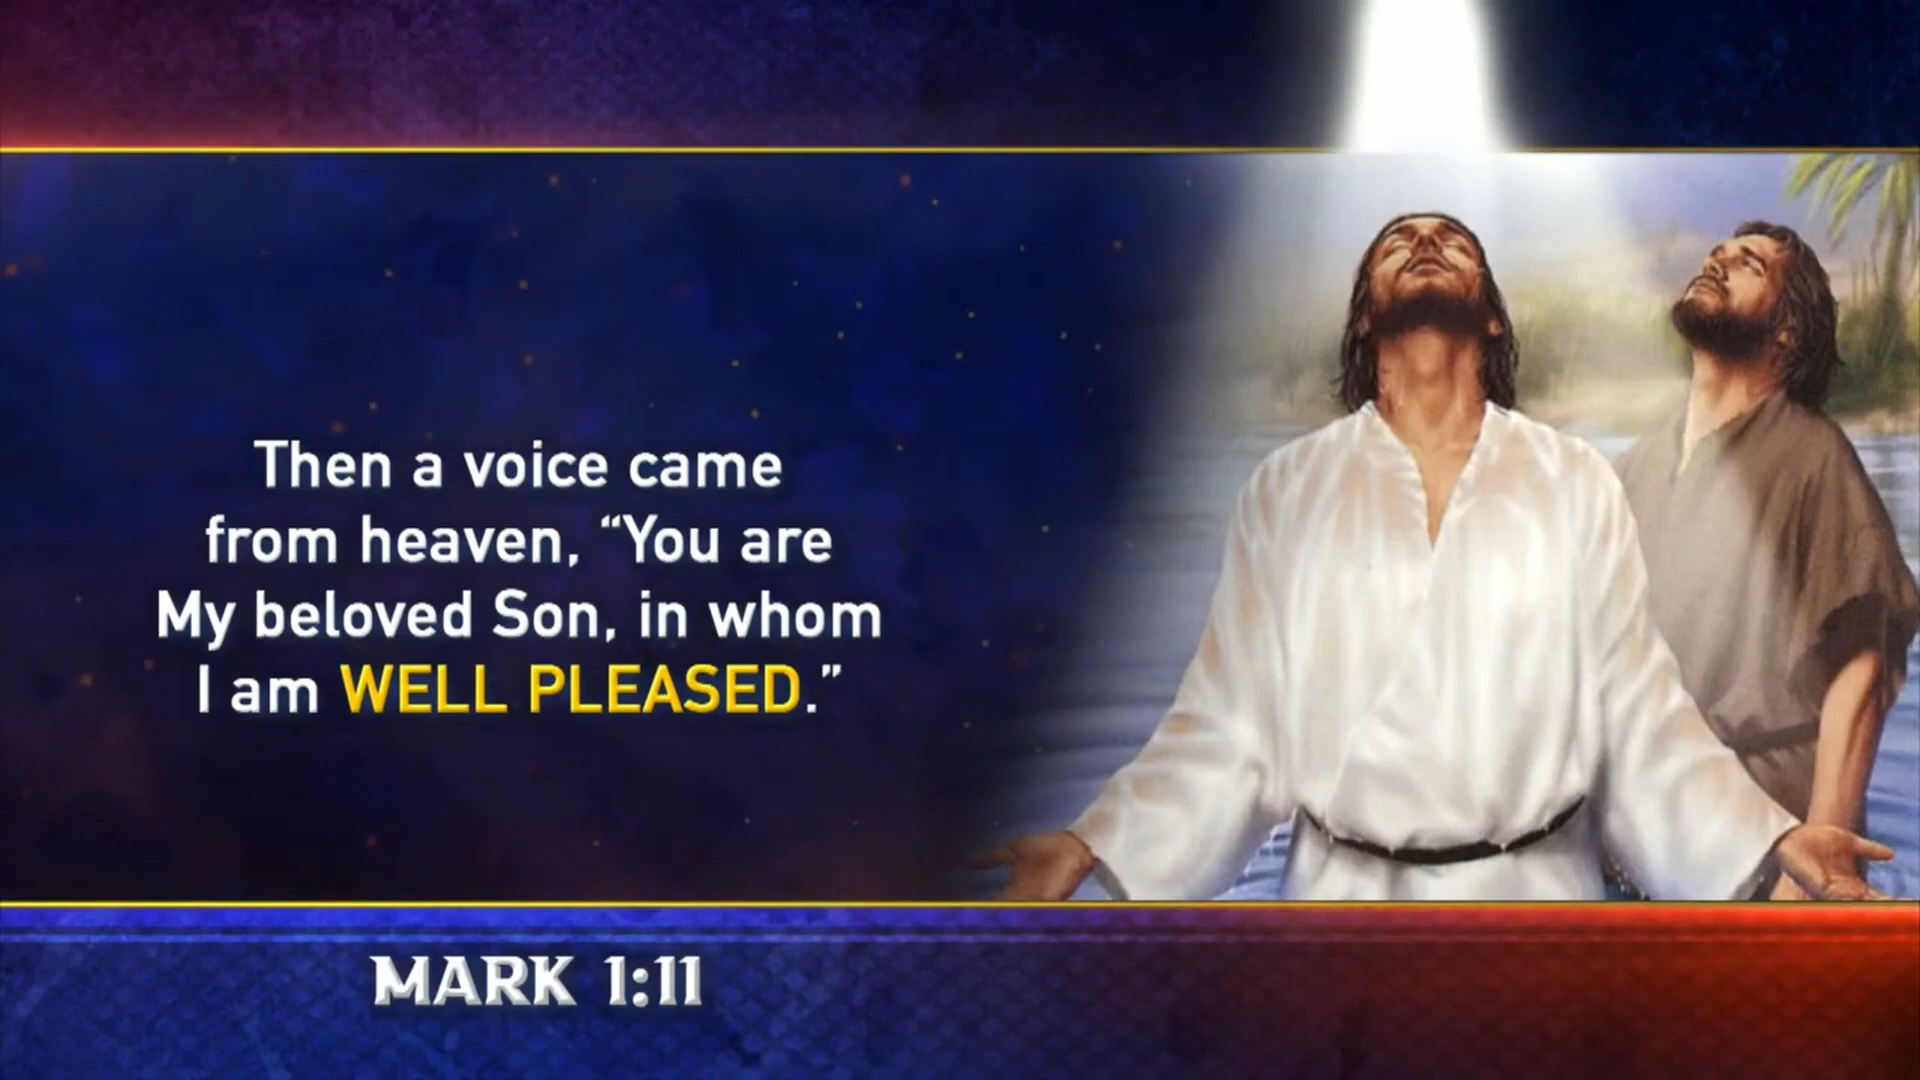 Then a voice came
from heaven, “You are
My beloved Son, in whom
I am WELL PLEASED.”
MARK 1:11